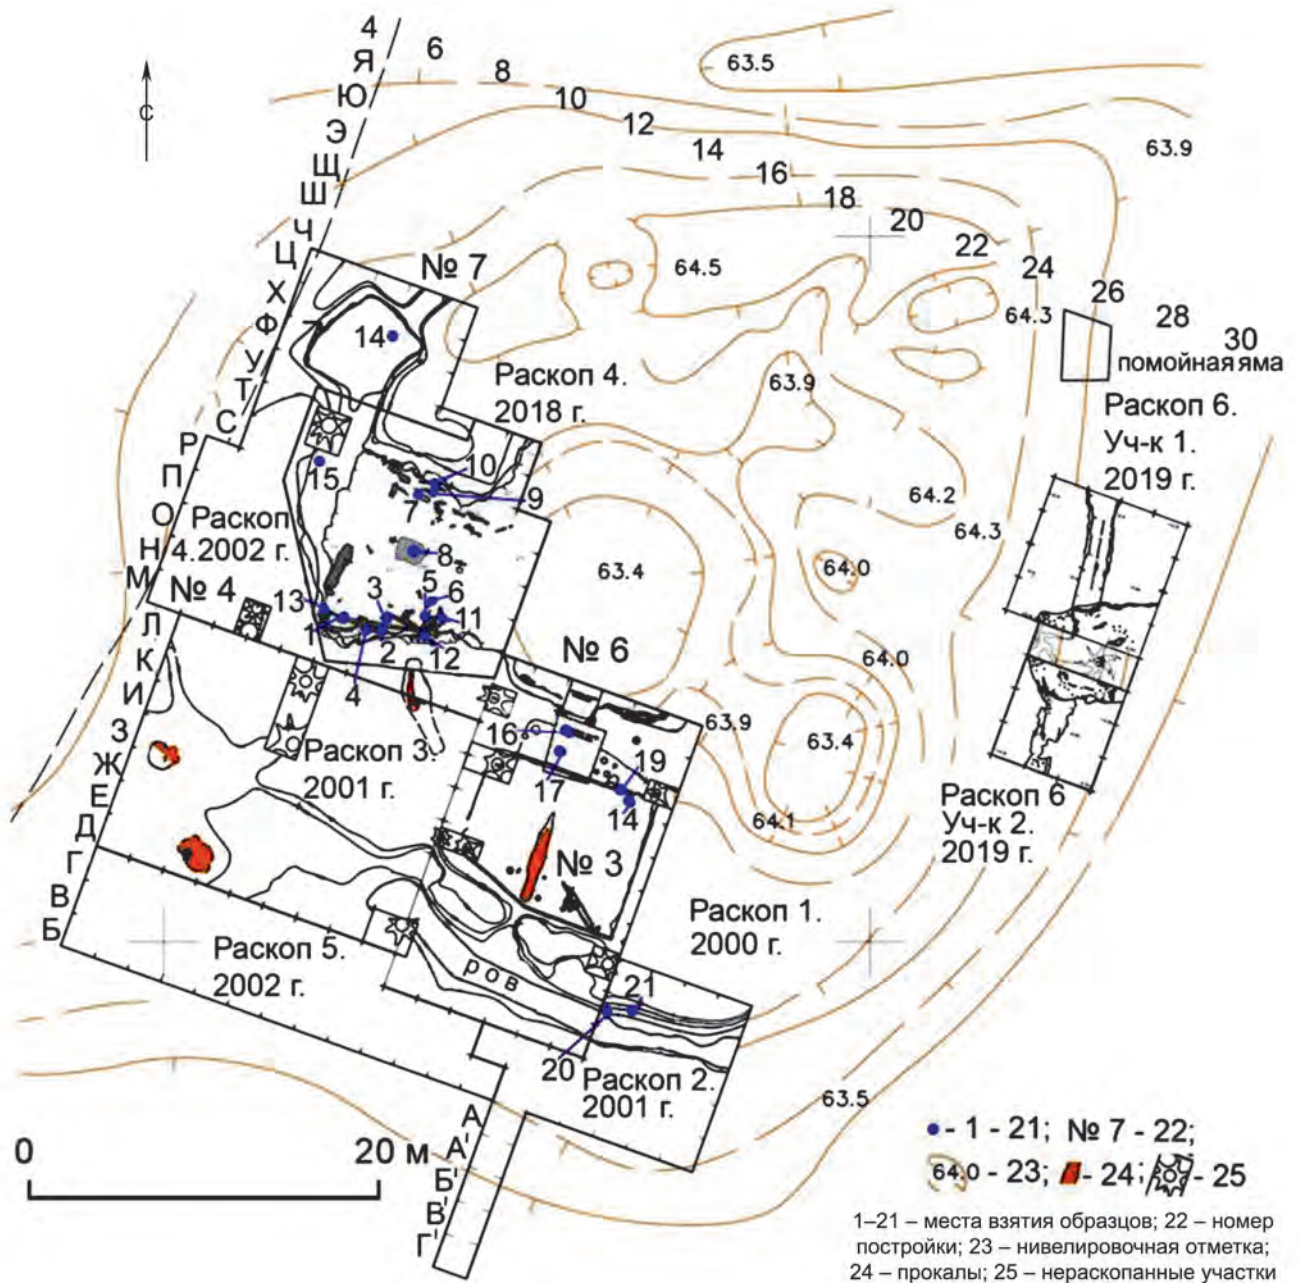 4
Я
Ю
Э
Щ
Ш
Ч
Ц
Х
Ф
У
Т
С
Р
П
О
Н
М
Л
К
И
З
Ж
Е
Д
Г
В
Б
6
8
10
12
14
16
18
20
22
24
26
28
30
с
63.5
63.9
64.5
64.3
63.9
64.2
64.3
64.0
63.4
64.0
63.9
63.4
64.1
63.5
помойная яма
№ 7
14
Раскоп 4.
2018 г.
Раскоп 6.
Уч-к 1.
2019 г.
15
10
7
9
8
Раскоп
4.2002 г.
№ 4
13
3
5
6
11
1
2
12
4
№ 6
16
17
19
14
Раскоп 3.
2001 г.
№ 3
Раскоп 6
Уч-к 2.
2019 г.
Раскоп 1.
2000 г.
Раскоп 5.
2002 г.
ров
21
20
Раскоп 2.
2001 г.
А
А'
Б'
В'
Г'
0 20 м
- 1 - 21; № 7 - 22;
64.0 - 23; - 24; - 25
1–21 – места взятия образцов; 22 – номер
постройки; 23 – нивелировочная отметка;
24 – прокалы; 25 – нераскопанные участки